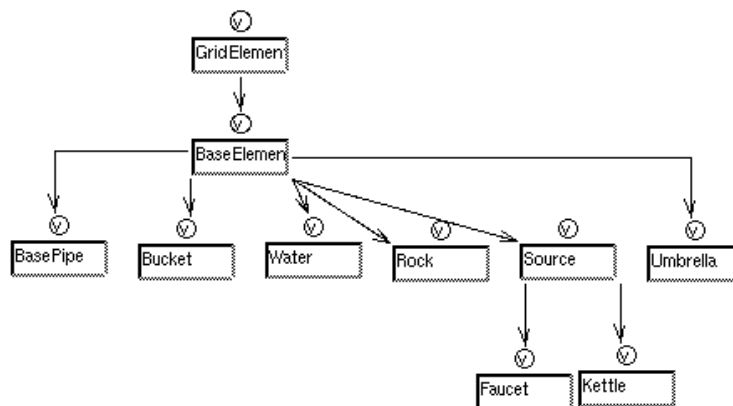 v
GridElemen
v
BaseElemen
v
v
v
v
v
v
BasePipe
Bucket
Water
Rock
Source
Umbrella
v
v
Faucet
Kettle